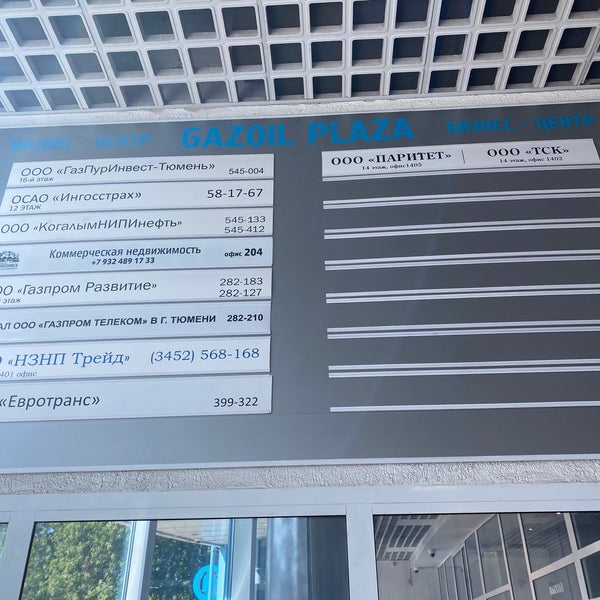 БИЗНЕС - ЦЕНТР GAZOIL PLAZA БИЗНЕС - ЦЕНТР
ООО «ГазПурИнвест-Тюмень» 545-004
16-й этаж
ОСАО «Ингосстрах» 58-17-67
12 ЭТАЖ
ООО «КогалымНИПИнефть» 545-133
545-412
Коммерческая недвижимость офис 204
+7 932 489 17 33
ОО «Газпром Развитие» 282-183
этаж 282-127
АЛ ООО «ГАЗПРОМ ТЕЛЕКОМ» В Г. ТЮМЕНИ 282-210
О «НЗНП Трейд» (3452) 568-168
401 офис
«Евротранс» 399-322
ООО «ПАРИТЕТ» ООО «ТСК»
14 этаж, офис1405 14 этаж, офис 1402